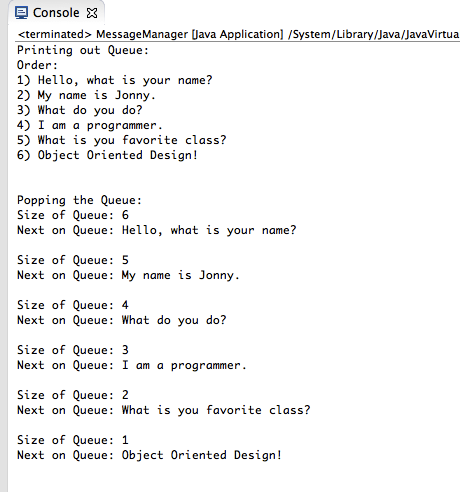 Console
<terminated> MessageManager [Java Application] /System/Library/Java/JavaVirtua
Printing out Queue:
Order:
1) Hello, what is your name?
2) My name is Jonny.
3) What do you do?
4) I am a programmer.
5) What is you favorite class?
6) Object Oriented Design!
Popping the Queue:
Size of Queue: 6
Next on Queue: Hello, what is your name?
Size of Queue: 5
Next on Queue: My name is Jonny.
Size of Queue: 4
Next on Queue: What do you do?
Size of Queue: 3
Next on Queue: I am a programmer.
Size of Queue: 2
Next on Queue: What is you favorite class?
Size of Queue: 1
Next on Queue: Object Oriented Design!